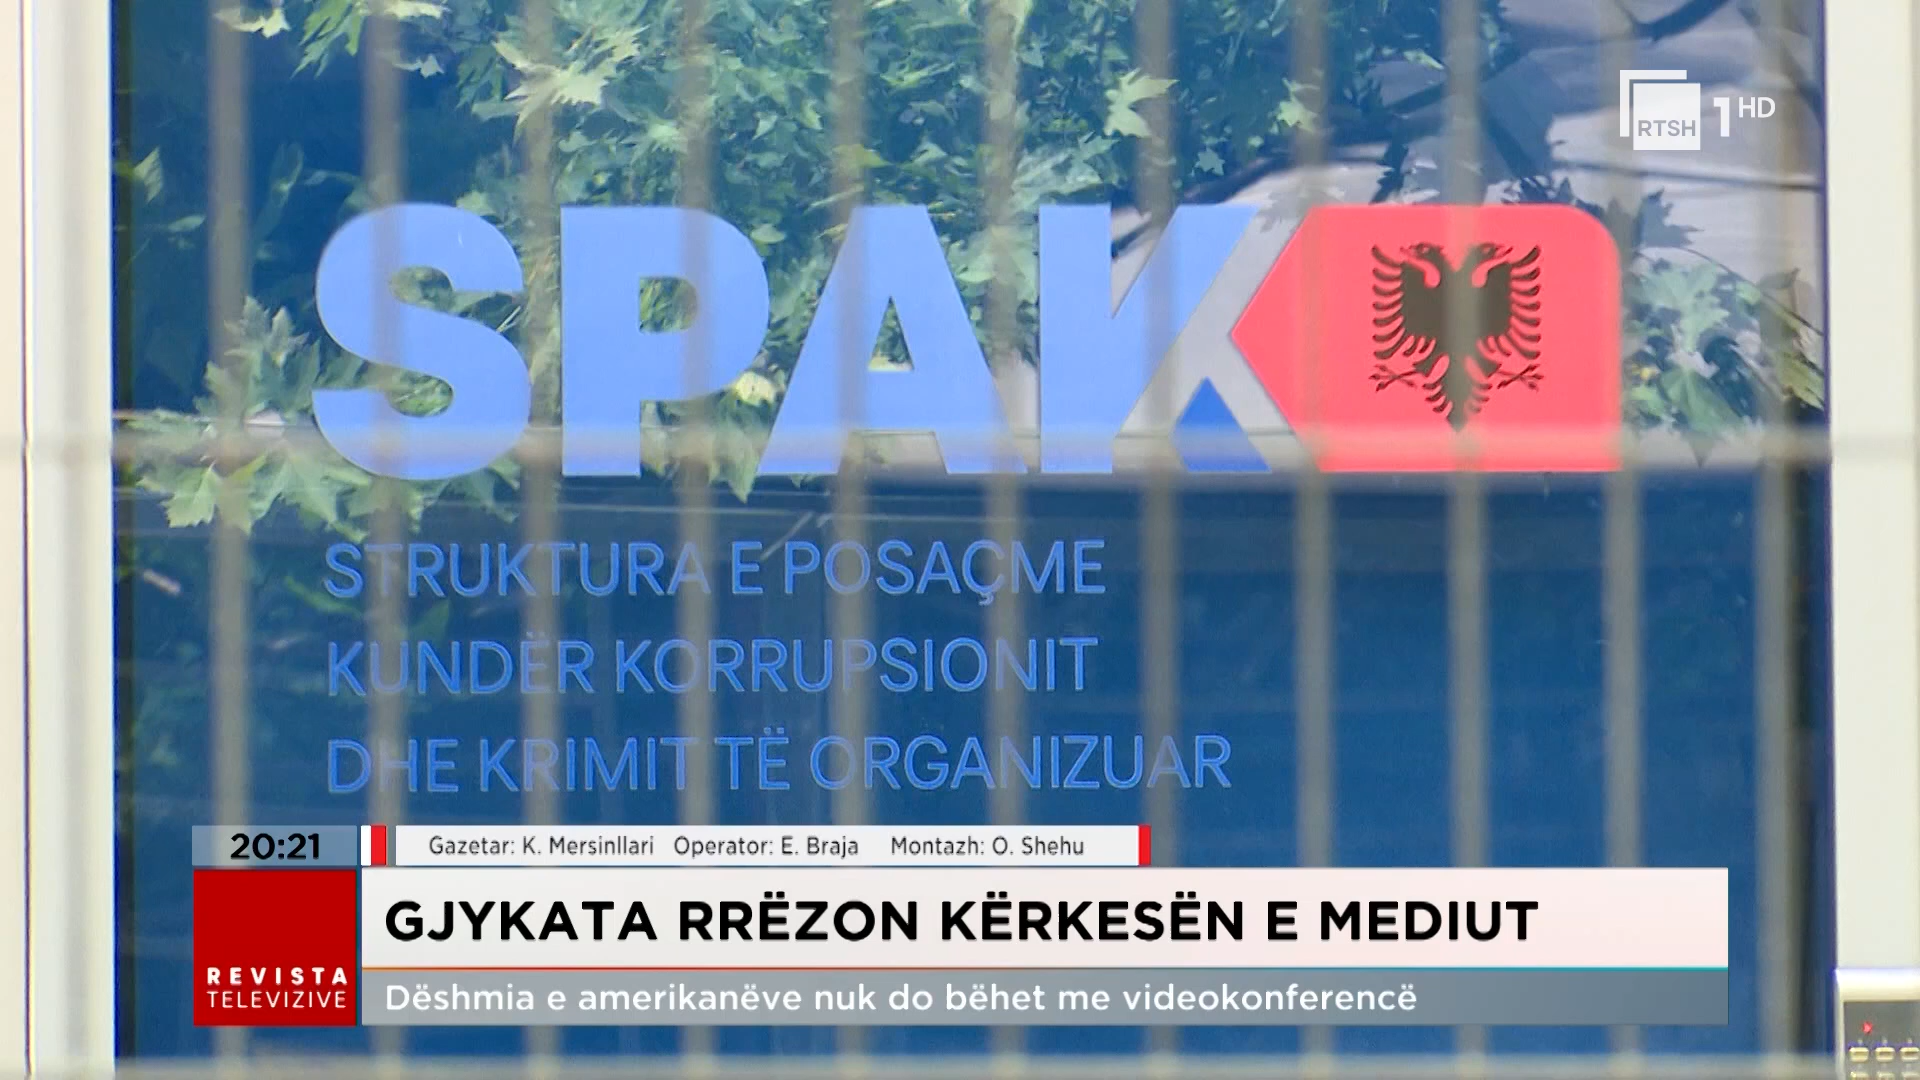 RTSH 1 HD
SPAK
STRUKTURA E POSAÇME
KUNDËR KORRUPSIONIT
DHE KRIMIT TË ORGANIZUAR
20:21
Gazetar: K. Mersinllari Operator: E. Braja Montazh: O. Shehu
GJYKATA RRËZON KËRKESËN E MEDIUT
REVISTA
TELEVIZIVE
Dëshmia e amerikanëve nuk do bëhet me videokonferencë